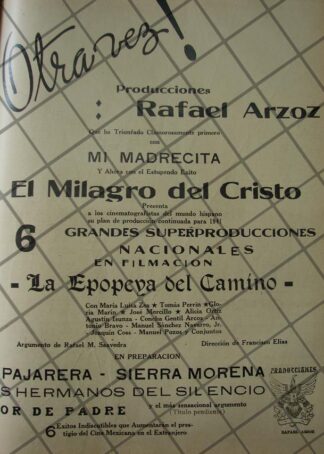 Otra vez!
Producciones
: Rafael Arzoz
Que ha Triunfado Clamorosamente primero
con
MI MADRECITA
Y Ahora con el Estupendo Exito
El Milagro del Cristo
Presenta
a los cinematografistas del mundo hispano
su plan de producción continuada para 1941
6 GRANDES SUPERPRODUCCIONES
NACIONALES
EN FILMACIÓN
- La Epopeya del Camino -
Con María Luisa Zea ★ Tomás Perrín ★ Glo-
ria Marín ★ José Morcillo ★ Alicia Ortiz
Agustín Isunza - Concha Gentil Arcos - An-
tonio Bravo - Manuel Sánchez Navarro, Jr.
Joaquín Coss - Manuel Pozos y Conjuntos
Argumento de Rafael M. Saavedra
Dirección de Francisco Elías
EN PREPARACION
PAJARERA - SIERRA MORENA
S HERMANOS DEL SILENCIO
OR DE PADRE y el más sensacional argumento
(Título pendiente)
6 Exitos Indiscutibles que Aumentarán el pres-
tigio del Cine Mexicano en el Extranjero
PRODUCCIONES
RAFAEL ARZOZ